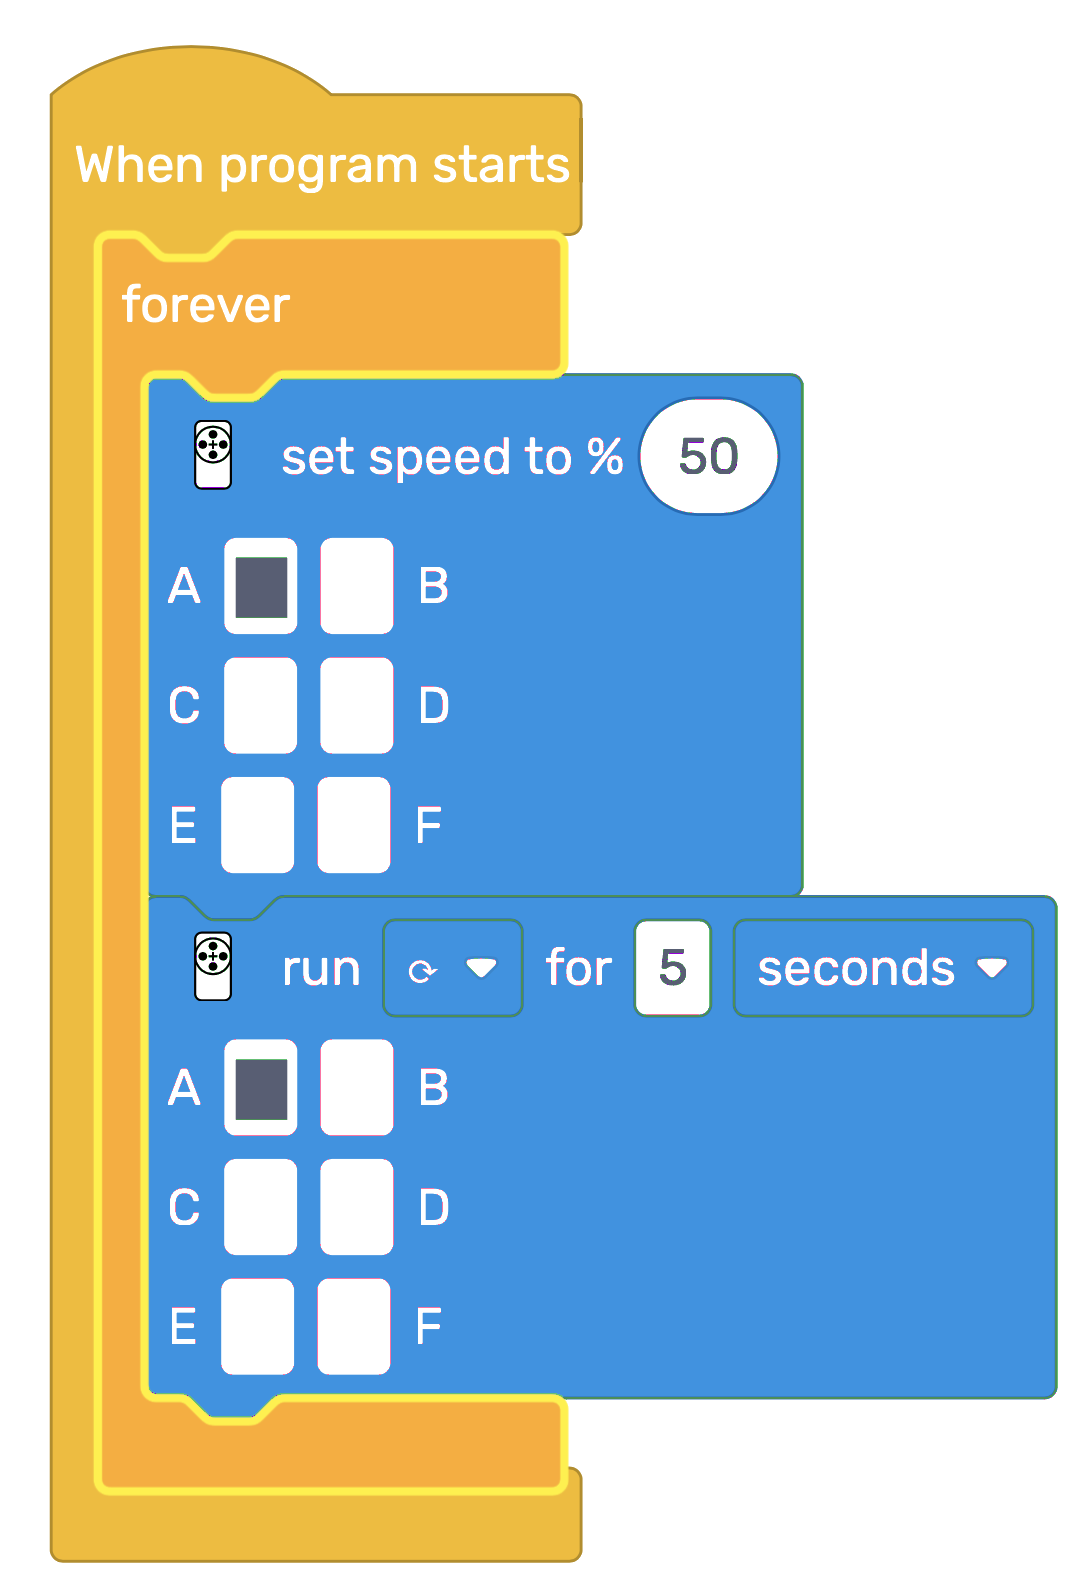 When program starts
forever
set speed to % 50
A B
C D
E F
run ⟳ for 5 seconds
A B
C D
E F